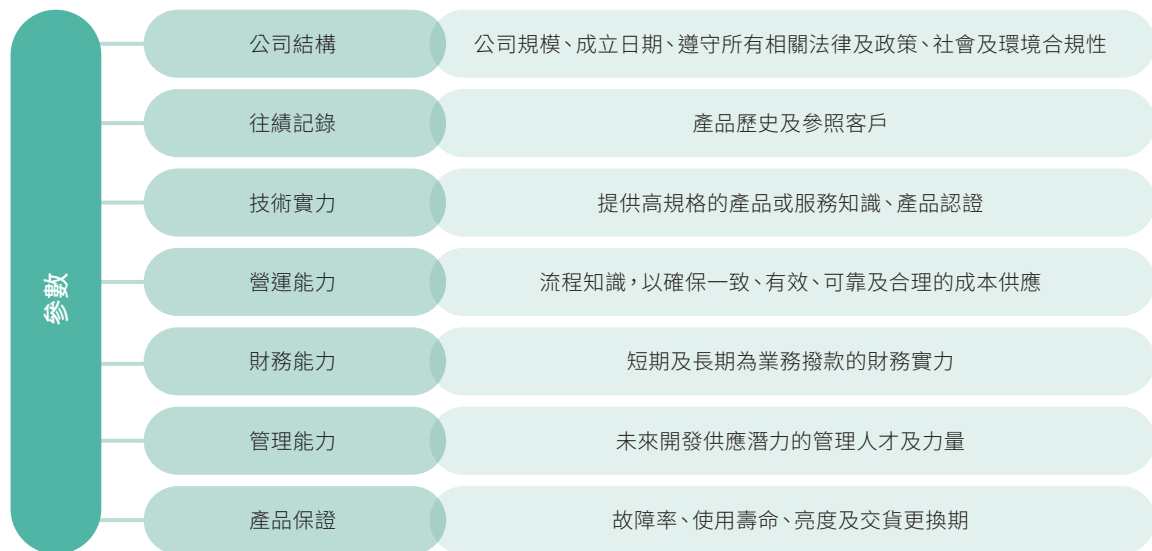 參數
公司結構
公司規模、成立日期、遵守所有相關法律及政策、社會及環境合規性
往績記錄
產品歷史及參照客戶
技術實力
提供高規格的產品或服務知識、產品認證
營運能力
流程知識，以確保一致、有效、可靠及合理的成本供應
財務能力
短期及長期為業務撥款的財務實力
管理能力
未來開發供應潛力的管理人才及力量
產品保證
故障率、使用壽命、亮度及交貨更換期